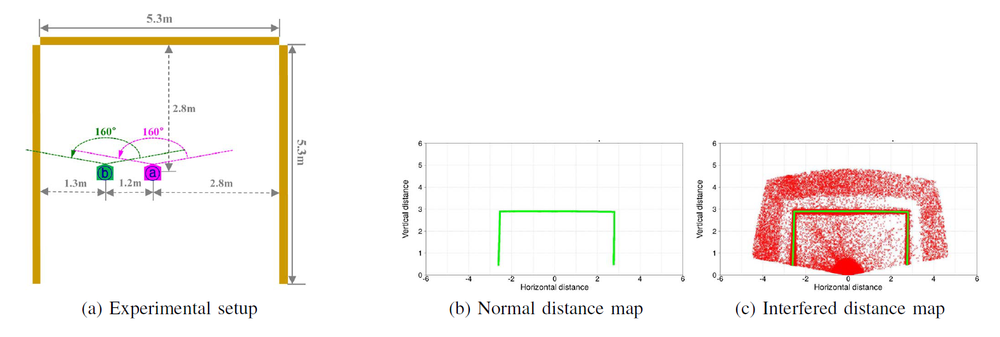 5.3m
2.8m
160° 160°
5.3m
b a
1.3m 1.2m 2.8m
(a) Experimental setup
6
5
4
3
2
1
0
-6 -4 -2 0 2 4 6
Vertical distance
Horizontal distance
(b) Normal distance map
6
5
4
3
2
1
0
-6 -4 -2 0 2 4 6
Vertical distance
Horizontal distance
(c) Interfered distance map